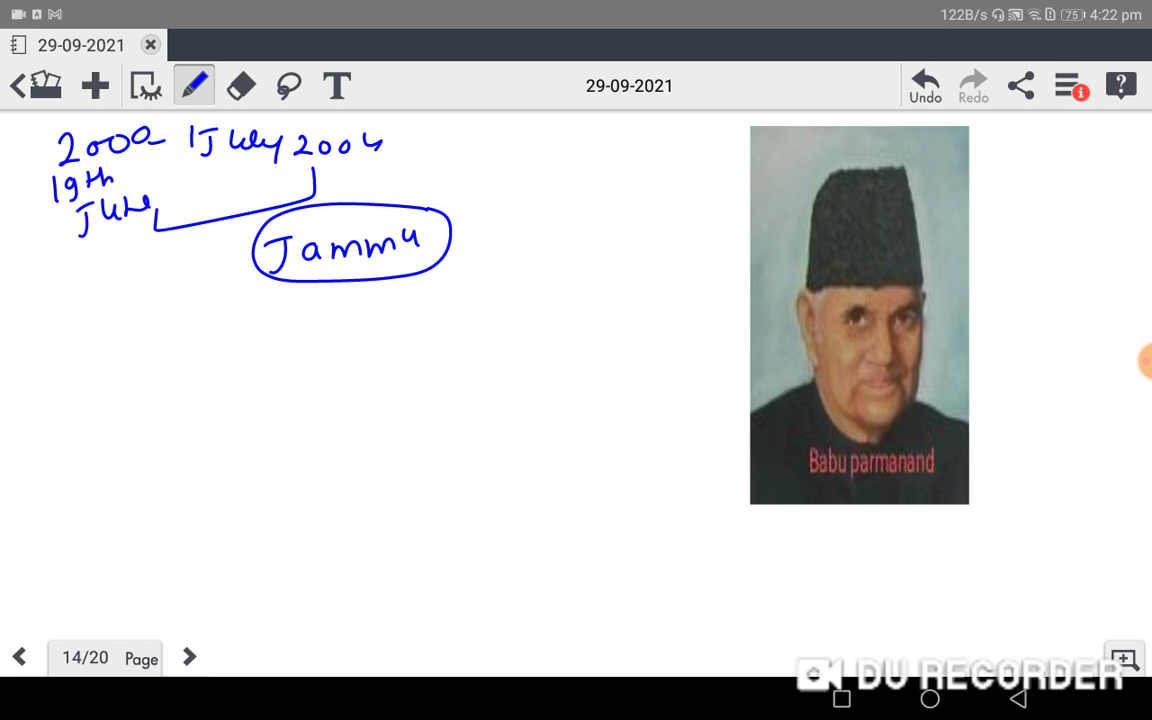 122B/s 75 4:22 pm
29-09-2021
T 29-09-2021 Undo Redo
2000- 1 July 2004
19th
June
Jammu
Babu parmanand
14/20 Page
DU RECORDER